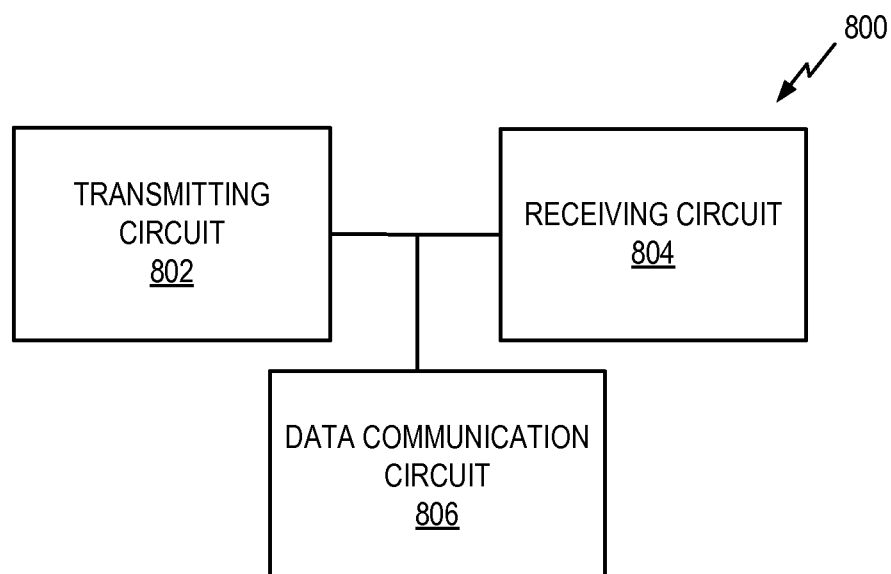 800
TRANSMITTING
CIRCUIT
802
RECEIVING CIRCUIT
804
DATA COMMUNICATION
CIRCUIT
806